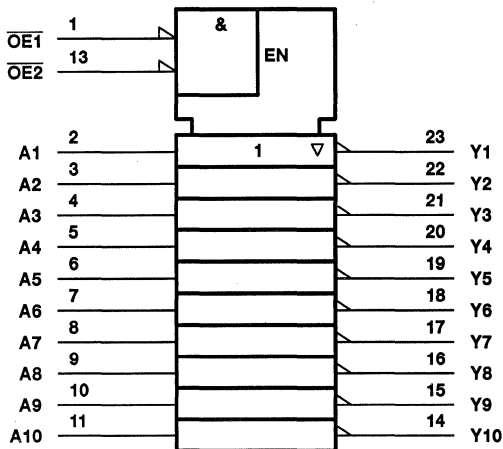 1 &
OE1
13 EN
OE2
2 1 ▽ 23
A1 Y1
3 22
A2 Y2
4 21
A3 Y3
5 20
A4 Y4
6 19
A5 Y5
7 18
A6 Y6
8 17
A7 Y7
9 16
A8 Y8
10 15
A9 Y9
11 14
A10 Y10